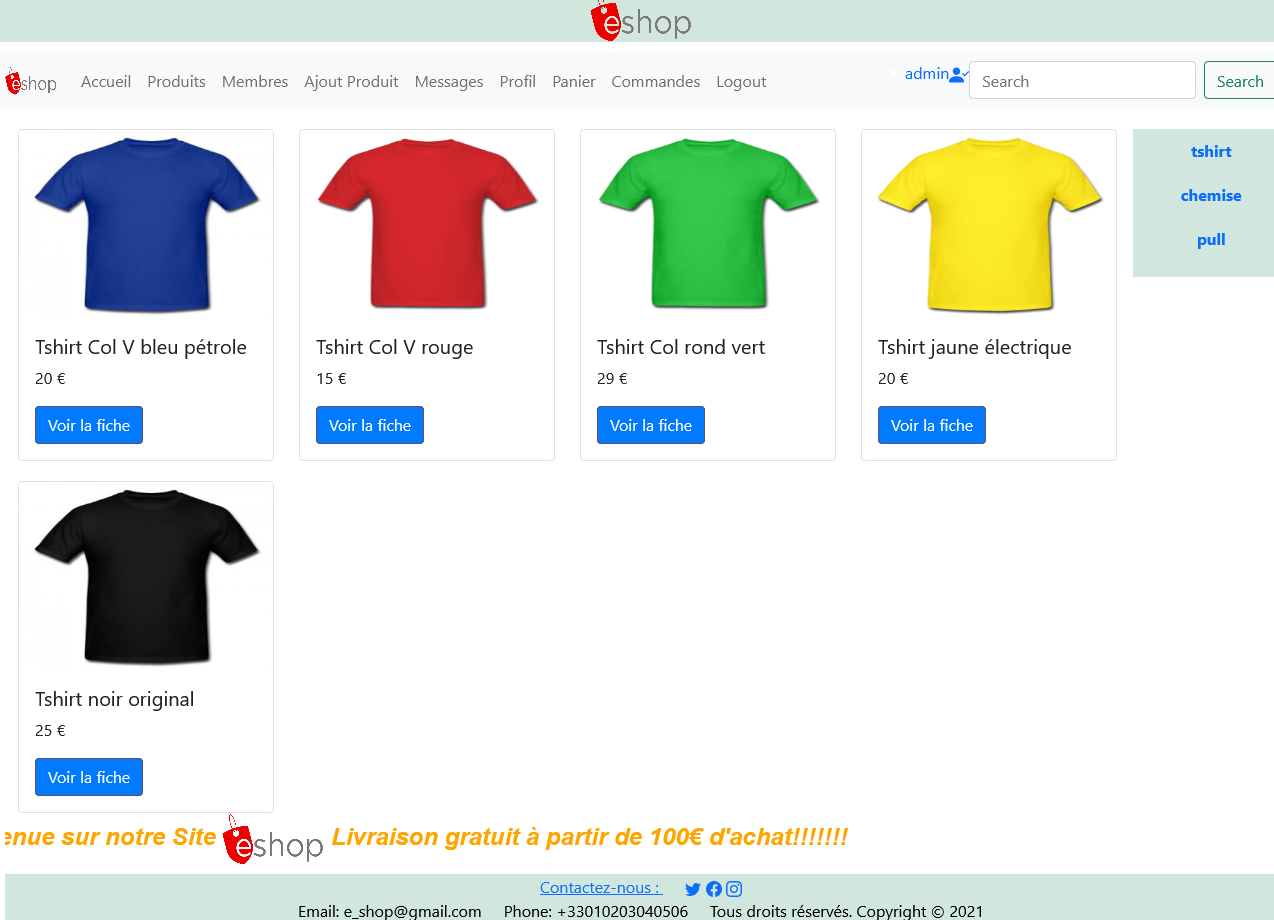 eshop
eshop Accueil Produits Membres Ajout Produit Messages Profil Panier Commandes Logout admin Search Search
Tshirt Col V bleu pétrole
20 €
Voir la fiche
Tshirt Col V rouge
15 €
Voir la fiche
Tshirt Col rond vert
29 €
Voir la fiche
Tshirt jaune électrique
20 €
Voir la fiche
tshirt
chemise
pull
Tshirt noir original
25 €
Voir la fiche
enue sur notre Site eshop Livraison gratuit à partir de 100€ d'achat!!!!!!!
Contactez-nous :
Email: e_shop@gmail.com Phone: +33010203040506 Tous droits réservés. Copyright © 2021